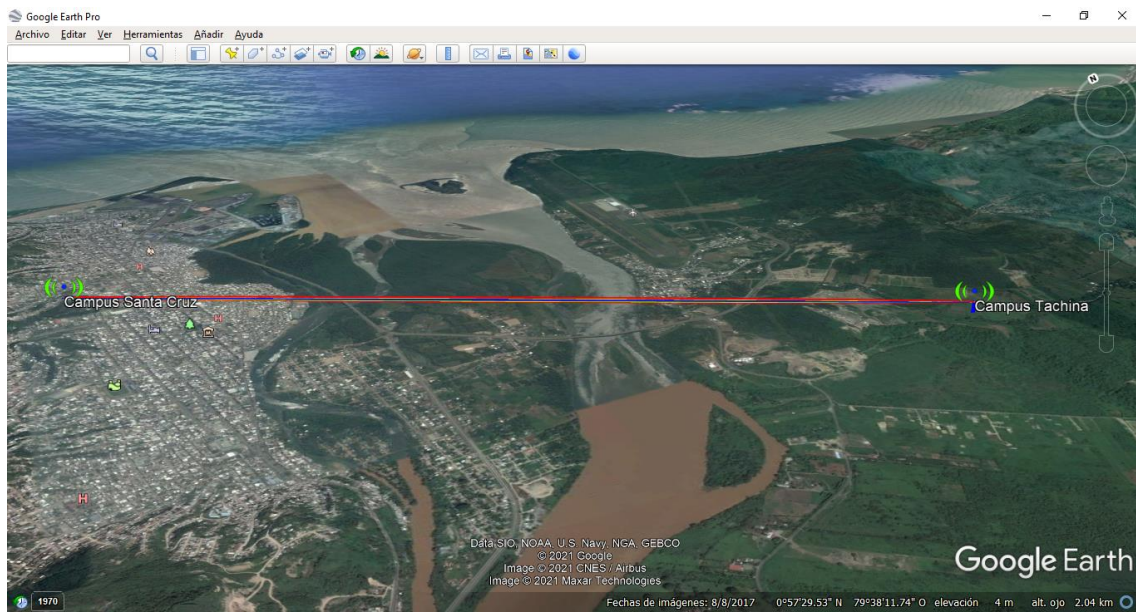 Google Earth Pro
Archivo Editar Ver Herramientas Añadir Ayuda
N
H
Campus Santa Cruz
Campus Tachina
H
H
Data SIO, NOAA, U.S. Navy, NGA, GEBCO
© 2021 Google
Image © 2021 CNES / Airbus
Image © 2021 Maxar Technologies
Google Earth
1970
Fechas de imágenes: 8/8/2017 0°57'29.53" N 79°38'11.74" O elevación 4 m alt. ojo 2.04 km